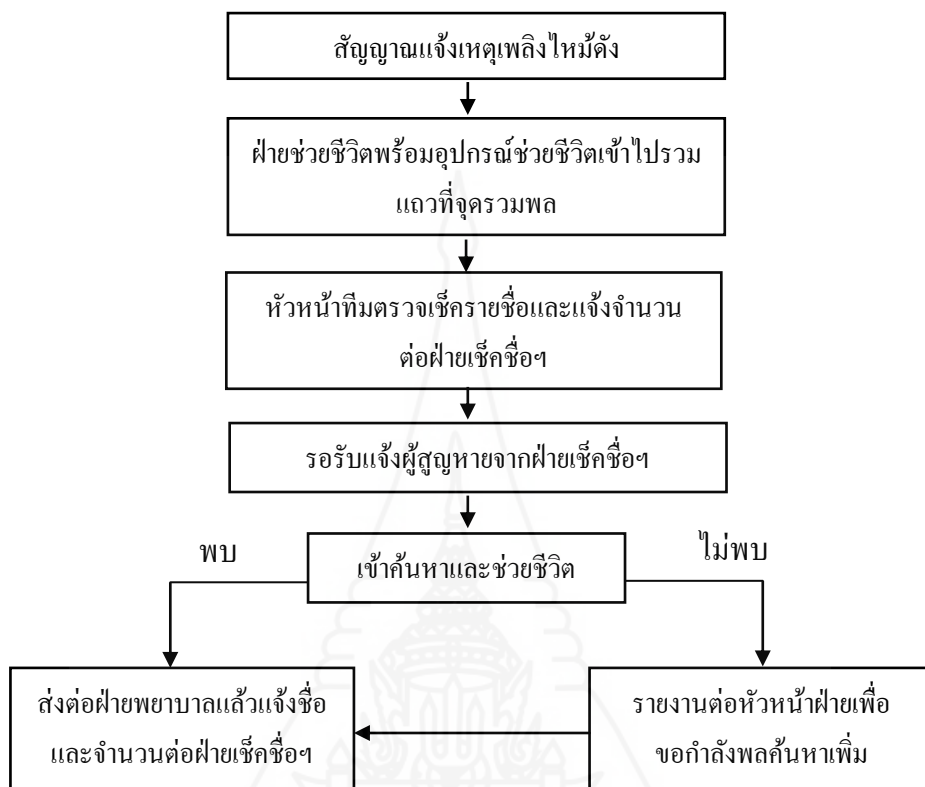 สัญญาณแจ้งเหตุเพลิงไหม้ดัง
ฝ่ายช่วยชีวิตพร้อมอุปกรณ์ช่วยชีวิตเข้าไปรวม
แถวที่จุดรวมพล
หัวหน้าทีมตรวจเช็ครายชื่อและแจ้งจำนวน
ต่อฝ่ายเช็คชื่อฯ
รอรับแจ้งผู้สูญหายจากฝ่ายเช็คชื่อฯ
เข้าค้นหาและช่วยชีวิต
พบ
ไม่พบ
ส่งต่อฝ่ายพยาบาลแล้วแจ้งชื่อ
และจำนวนต่อฝ่ายเช็คชื่อฯ
รายงานต่อหัวหน้าฝ่ายเพื่อ
ขอกำลังพลค้นหาเพิ่ม